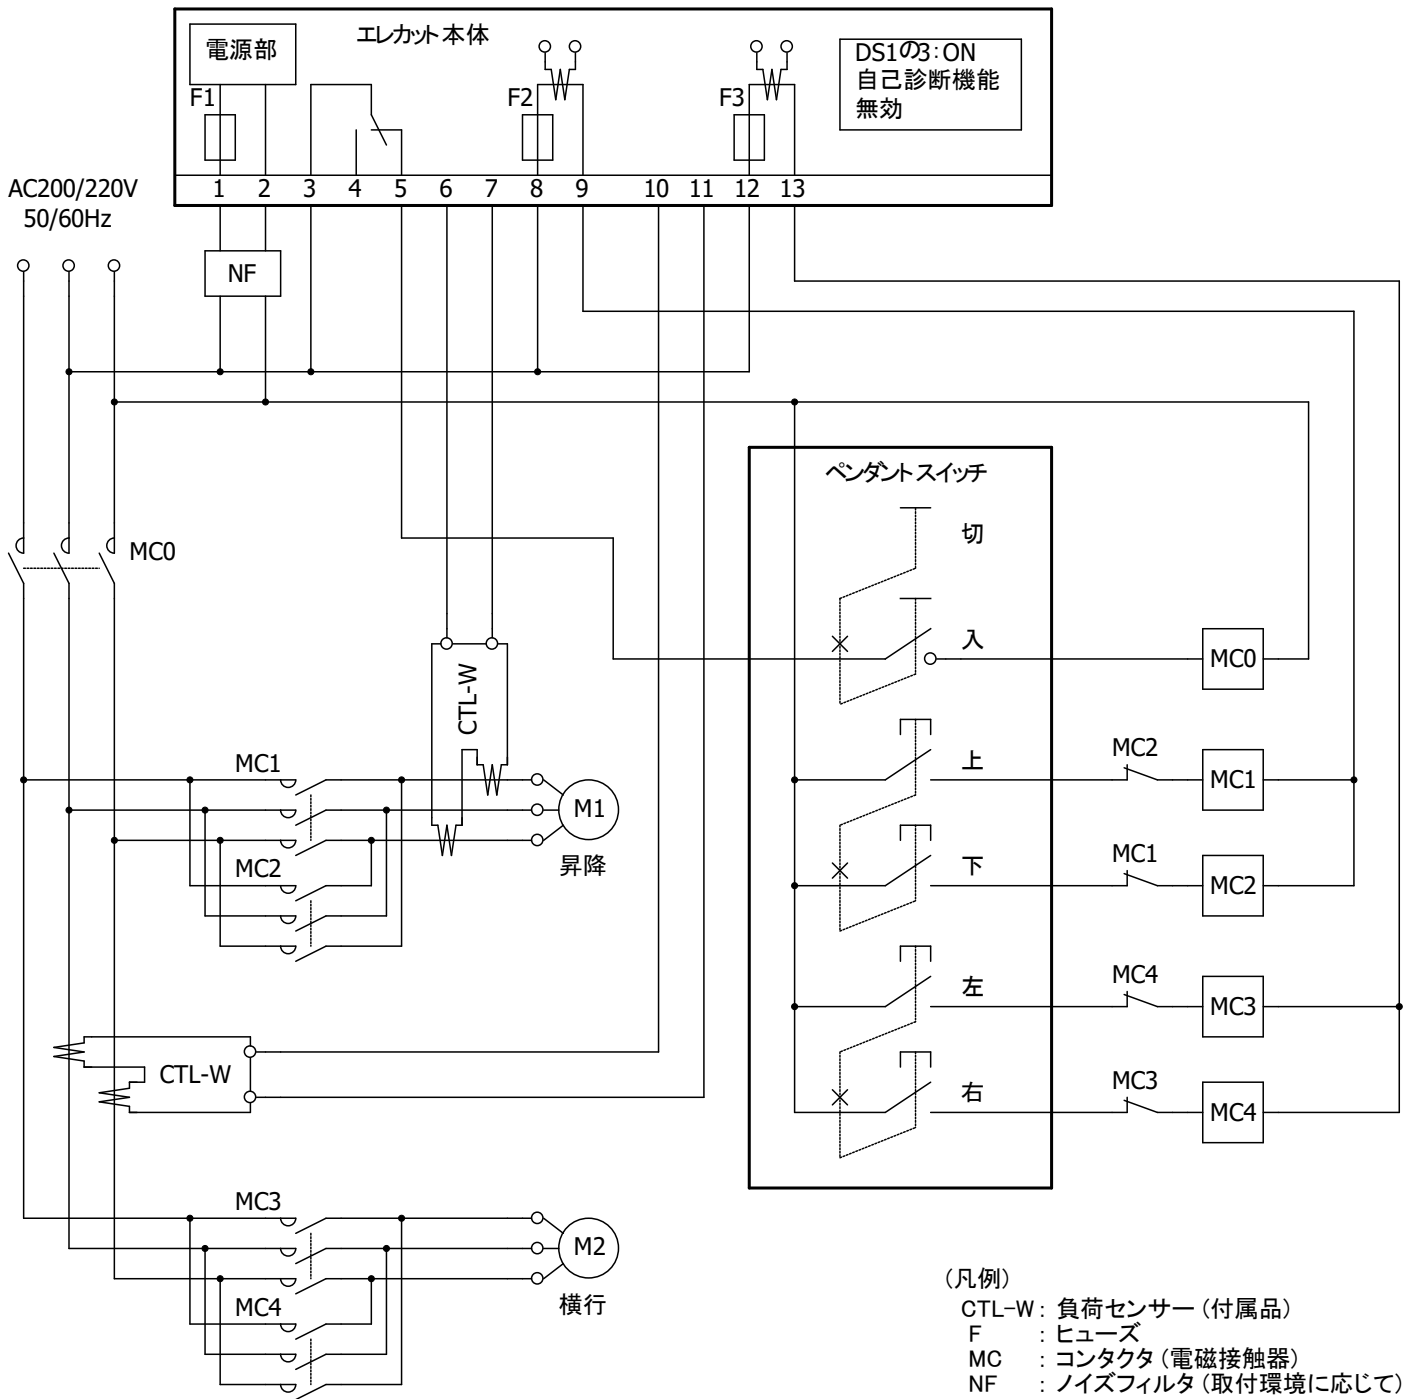 エレカット本体
電源部
DS1の3:ON
自己診断機能
無効
F1
F2
F3
AC200/220V
50/60Hz
1 2 3 4 5 6 7 8 9 10 11 12 13
NF
ペンダントスイッチ
切
MC0
入
MC0
CTL-W
上
MC2
MC1
MC1
M1
昇降
MC2
下
MC1
MC2
左
MC4
MC3
CTL-W
右
MC3
MC4
MC3
M2
横行
MC4
(凡例)
CTL-W: 負荷センサー(付属品)
F : ヒューズ
MC : コンタクタ(電磁接触器)
NF : ノイズフィルタ(取付環境に応じて)